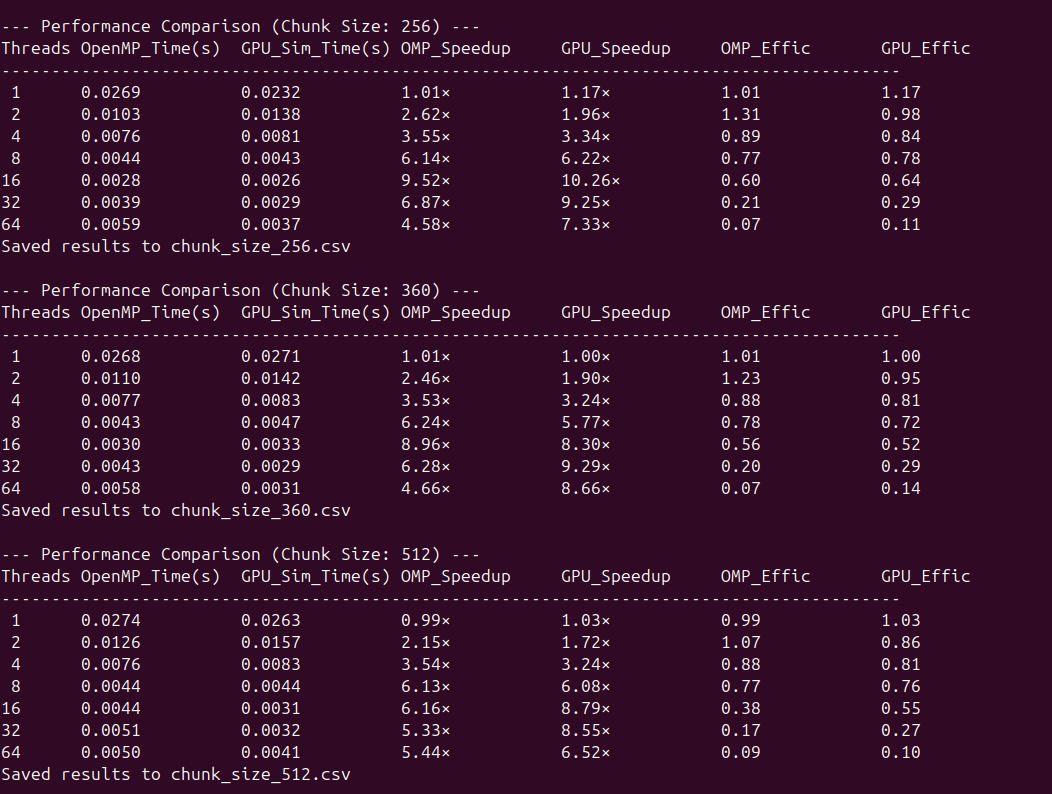 --- Performance Comparison (Chunk Size: 256) ---
Threads OpenMP_Time(s)  GPU_Sim_Time(s) OMP_Speedup     GPU_Speedup     OMP_Effic       GPU_Effic
------------------------------------------------------------------------------------------
 1      0.0269          0.0232          1.01×           1.17×           1.01            1.17
 2      0.0103          0.0138          2.62×           1.96×           1.31            0.98
 4      0.0076          0.0081          3.55×           3.34×           0.89            0.84
 8      0.0044          0.0043          6.14×           6.22×           0.77            0.78
16      0.0028          0.0026          9.52×           10.26×          0.60            0.64
32      0.0039          0.0029          6.87×           9.25×           0.21            0.29
64      0.0059          0.0037          4.58×           7.33×           0.07            0.11
Saved results to chunk_size_256.csv

--- Performance Comparison (Chunk Size: 360) ---
Threads OpenMP_Time(s)  GPU_Sim_Time(s) OMP_Speedup     GPU_Speedup     OMP_Effic       GPU_Effic
------------------------------------------------------------------------------------------
 1      0.0268          0.0271          1.01×           1.00×           1.01            1.00
 2      0.0110          0.0142          2.46×           1.90×           1.23            0.95
 4      0.0077          0.0083          3.53×           3.24×           0.88            0.81
 8      0.0043          0.0047          6.24×           5.77×           0.78            0.72
16      0.0030          0.0033          8.96×           8.30×           0.56            0.52
32      0.0043          0.0029          6.28×           9.29×           0.20            0.29
64      0.0058          0.0031          4.66×           8.66×           0.07            0.14
Saved results to chunk_size_360.csv

--- Performance Comparison (Chunk Size: 512) ---
Threads OpenMP_Time(s)  GPU_Sim_Time(s) OMP_Speedup     GPU_Speedup     OMP_Effic       GPU_Effic
------------------------------------------------------------------------------------------
 1      0.0274          0.0263          0.99×           1.03×           0.99            1.03
 2      0.0126          0.0157          2.15×           1.72×           1.07            0.86
 4      0.0076          0.0083          3.54×           3.24×           0.88            0.81
 8      0.0044          0.0044          6.13×           6.08×           0.77            0.76
16      0.0044          0.0031          6.16×           8.79×           0.38            0.55
32      0.0051          0.0032          5.33×           8.55×           0.17            0.27
64      0.0050          0.0041          5.44×           6.52×           0.09            0.10
Saved results to chunk_size_512.csv